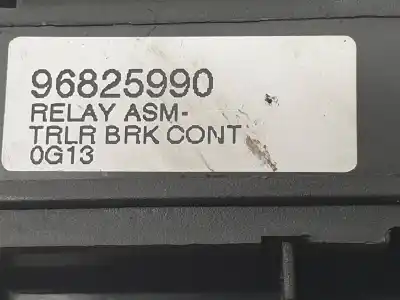 96825990
RELAY ASM-
TRLR BRK CONT
0G13